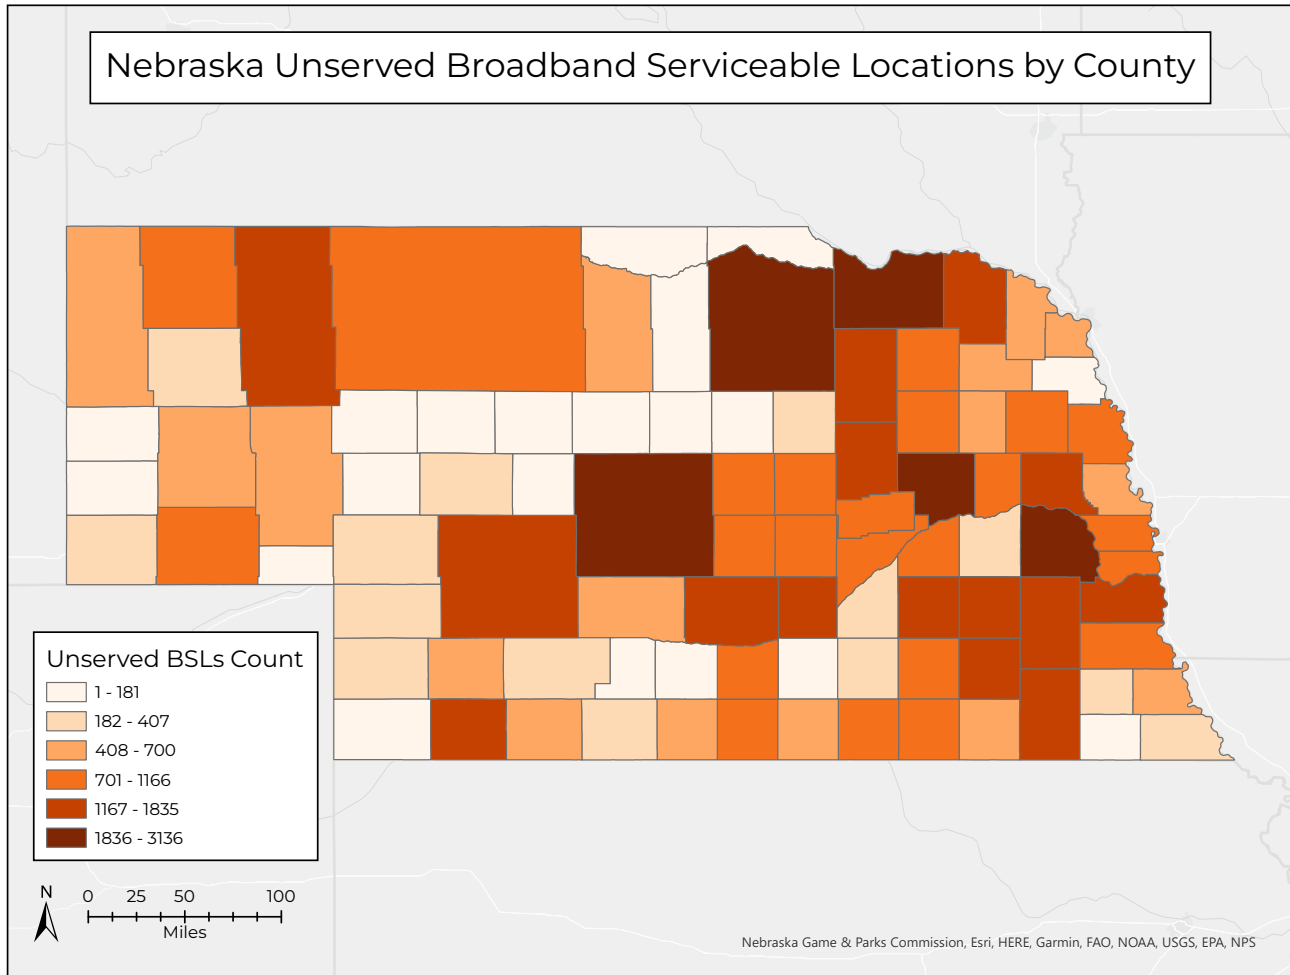 Nebraska Unserved Broadband Serviceable Locations by County
Unserved BSLs Count
1 - 181
182 - 407
408 - 700
701 - 1166
1167 - 1835
1836 - 3136
N
0 25 50 100
Miles
Nebraska Game & Parks Commission, Esri, HERE, Garmin, FAO, NOAA, USGS, EPA, NPS